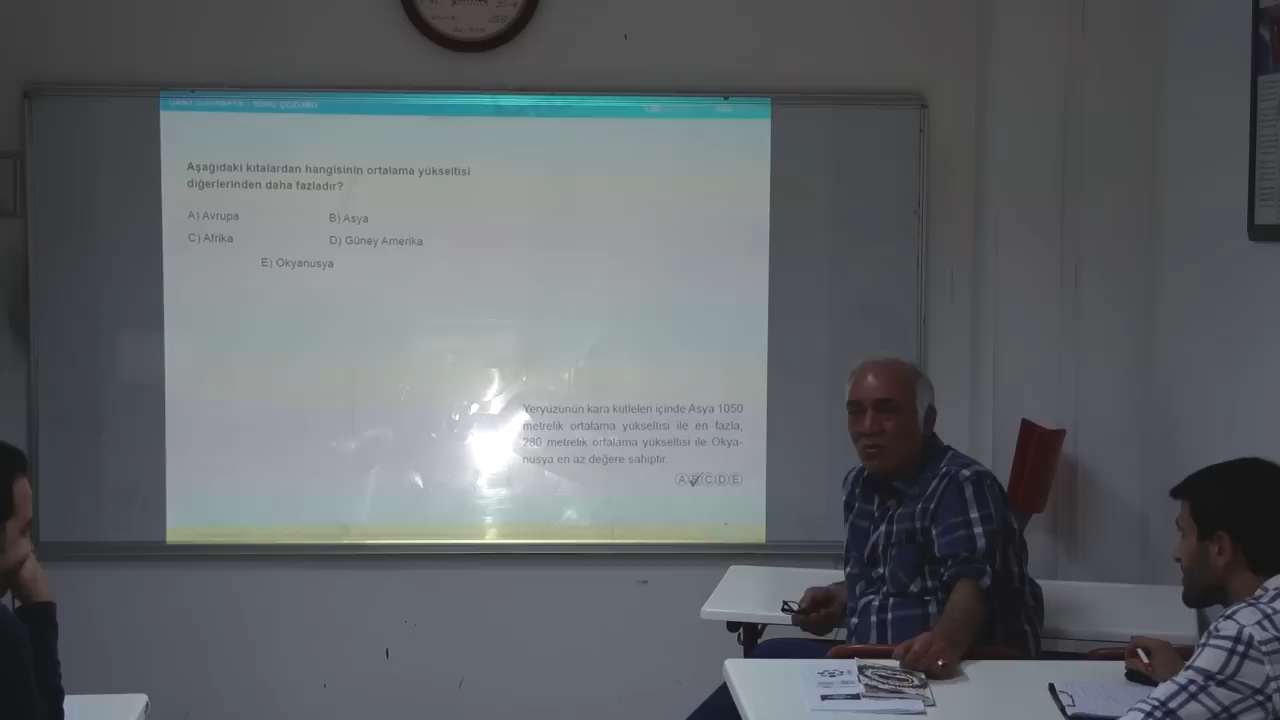 Aşağıdaki kıtalardan hangisinin ortalama yükseltisi
diğerlerinden daha fazladır?
A) Avrupa B) Asya
C) Afrika D) Güney Amerika
E) Okyanusya
Yeryüzünün kara kütleleri içinde Asya 1050
metrelik ortalama yükseltisi ile en fazla,
280 metrelik ortalama yükseltisi ile Okya-
nusya en az değere sahiptir.
A B C D E